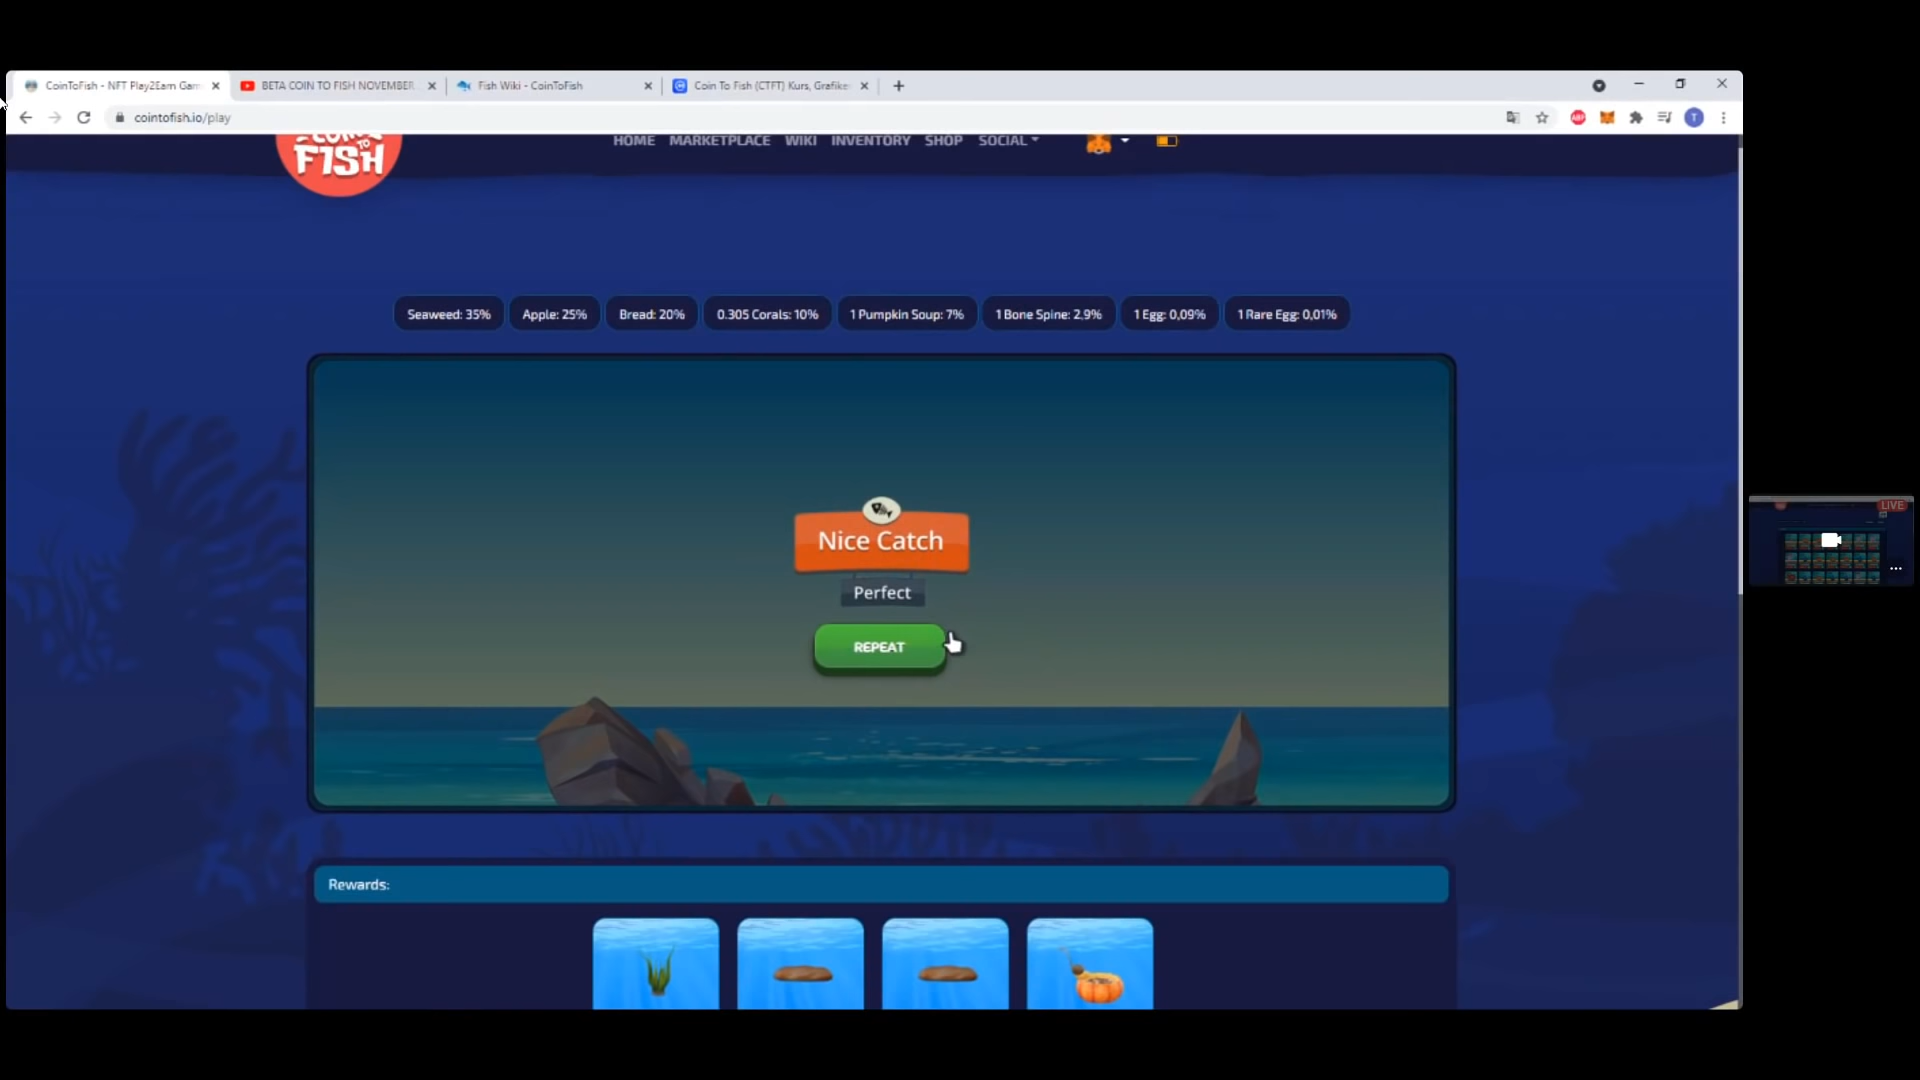 CoinToFish - NFT Play2Earn Gam
BETA COIN TO FISH NOVEMBER
Fish Wiki - CoinToFish
Coin To Fish (CTFT) Kurs, Grafike
cointofish.io/play
ABP
T
TO
FISH
HOME
MARKETPLACE
WIKI
INVENTORY
SHOP
SOCIAL
Seaweed: 35%
Apple: 25%
Bread: 20%
0.305 Corals: 10%
1 Pumpkin Soup: 7%
1 Bone Spine: 2,9%
1 Egg: 0,09%
1 Rare Egg: 0,01%
LIVE
Nice Catch
Perfect
REPEAT
Rewards: